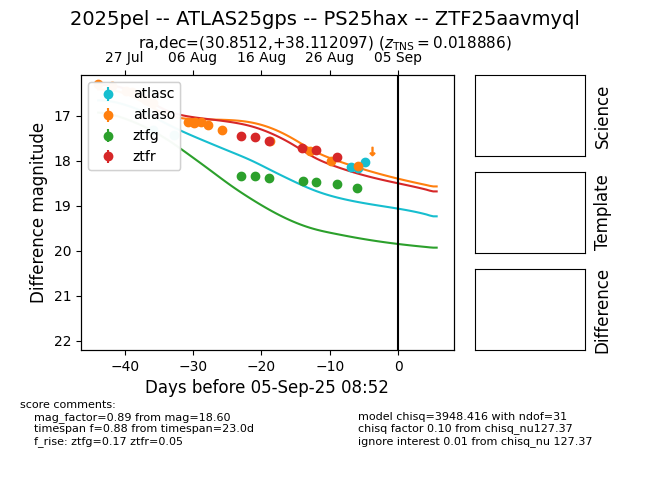 2025pel -- ATLAS25gps -- PS25hax -- ZTF25aavmyql
ra,dec=(30.8512,+38.112097) (z_TNS = 0.018886)
27 Jul 06 Aug 16 Aug 26 Aug 05 Sep
atlasc
atlaso
ztfg
ztfr
17
18
19
20
21
22
Difference magnitude
−40 −30 −20 −10 0
Days before 05-Sep-25 08:52
Science
Template
Difference
score comments:
mag_factor=0.89 from mag=18.60
timespan f=0.88 from timespan=23.0d
f_rise: ztfg=0.17 ztfr=0.05
model chisq=3948.416 with ndof=31
chisq factor 0.10 from chisq_nu127.37
ignore interest 0.01 from chisq_nu 127.37